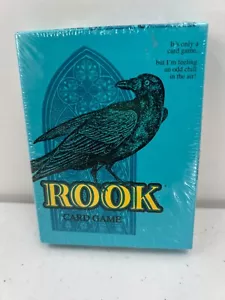 It's only a
card game,
but I'm feeling
an odd chill
in the air!
ROOK
CARD GAME